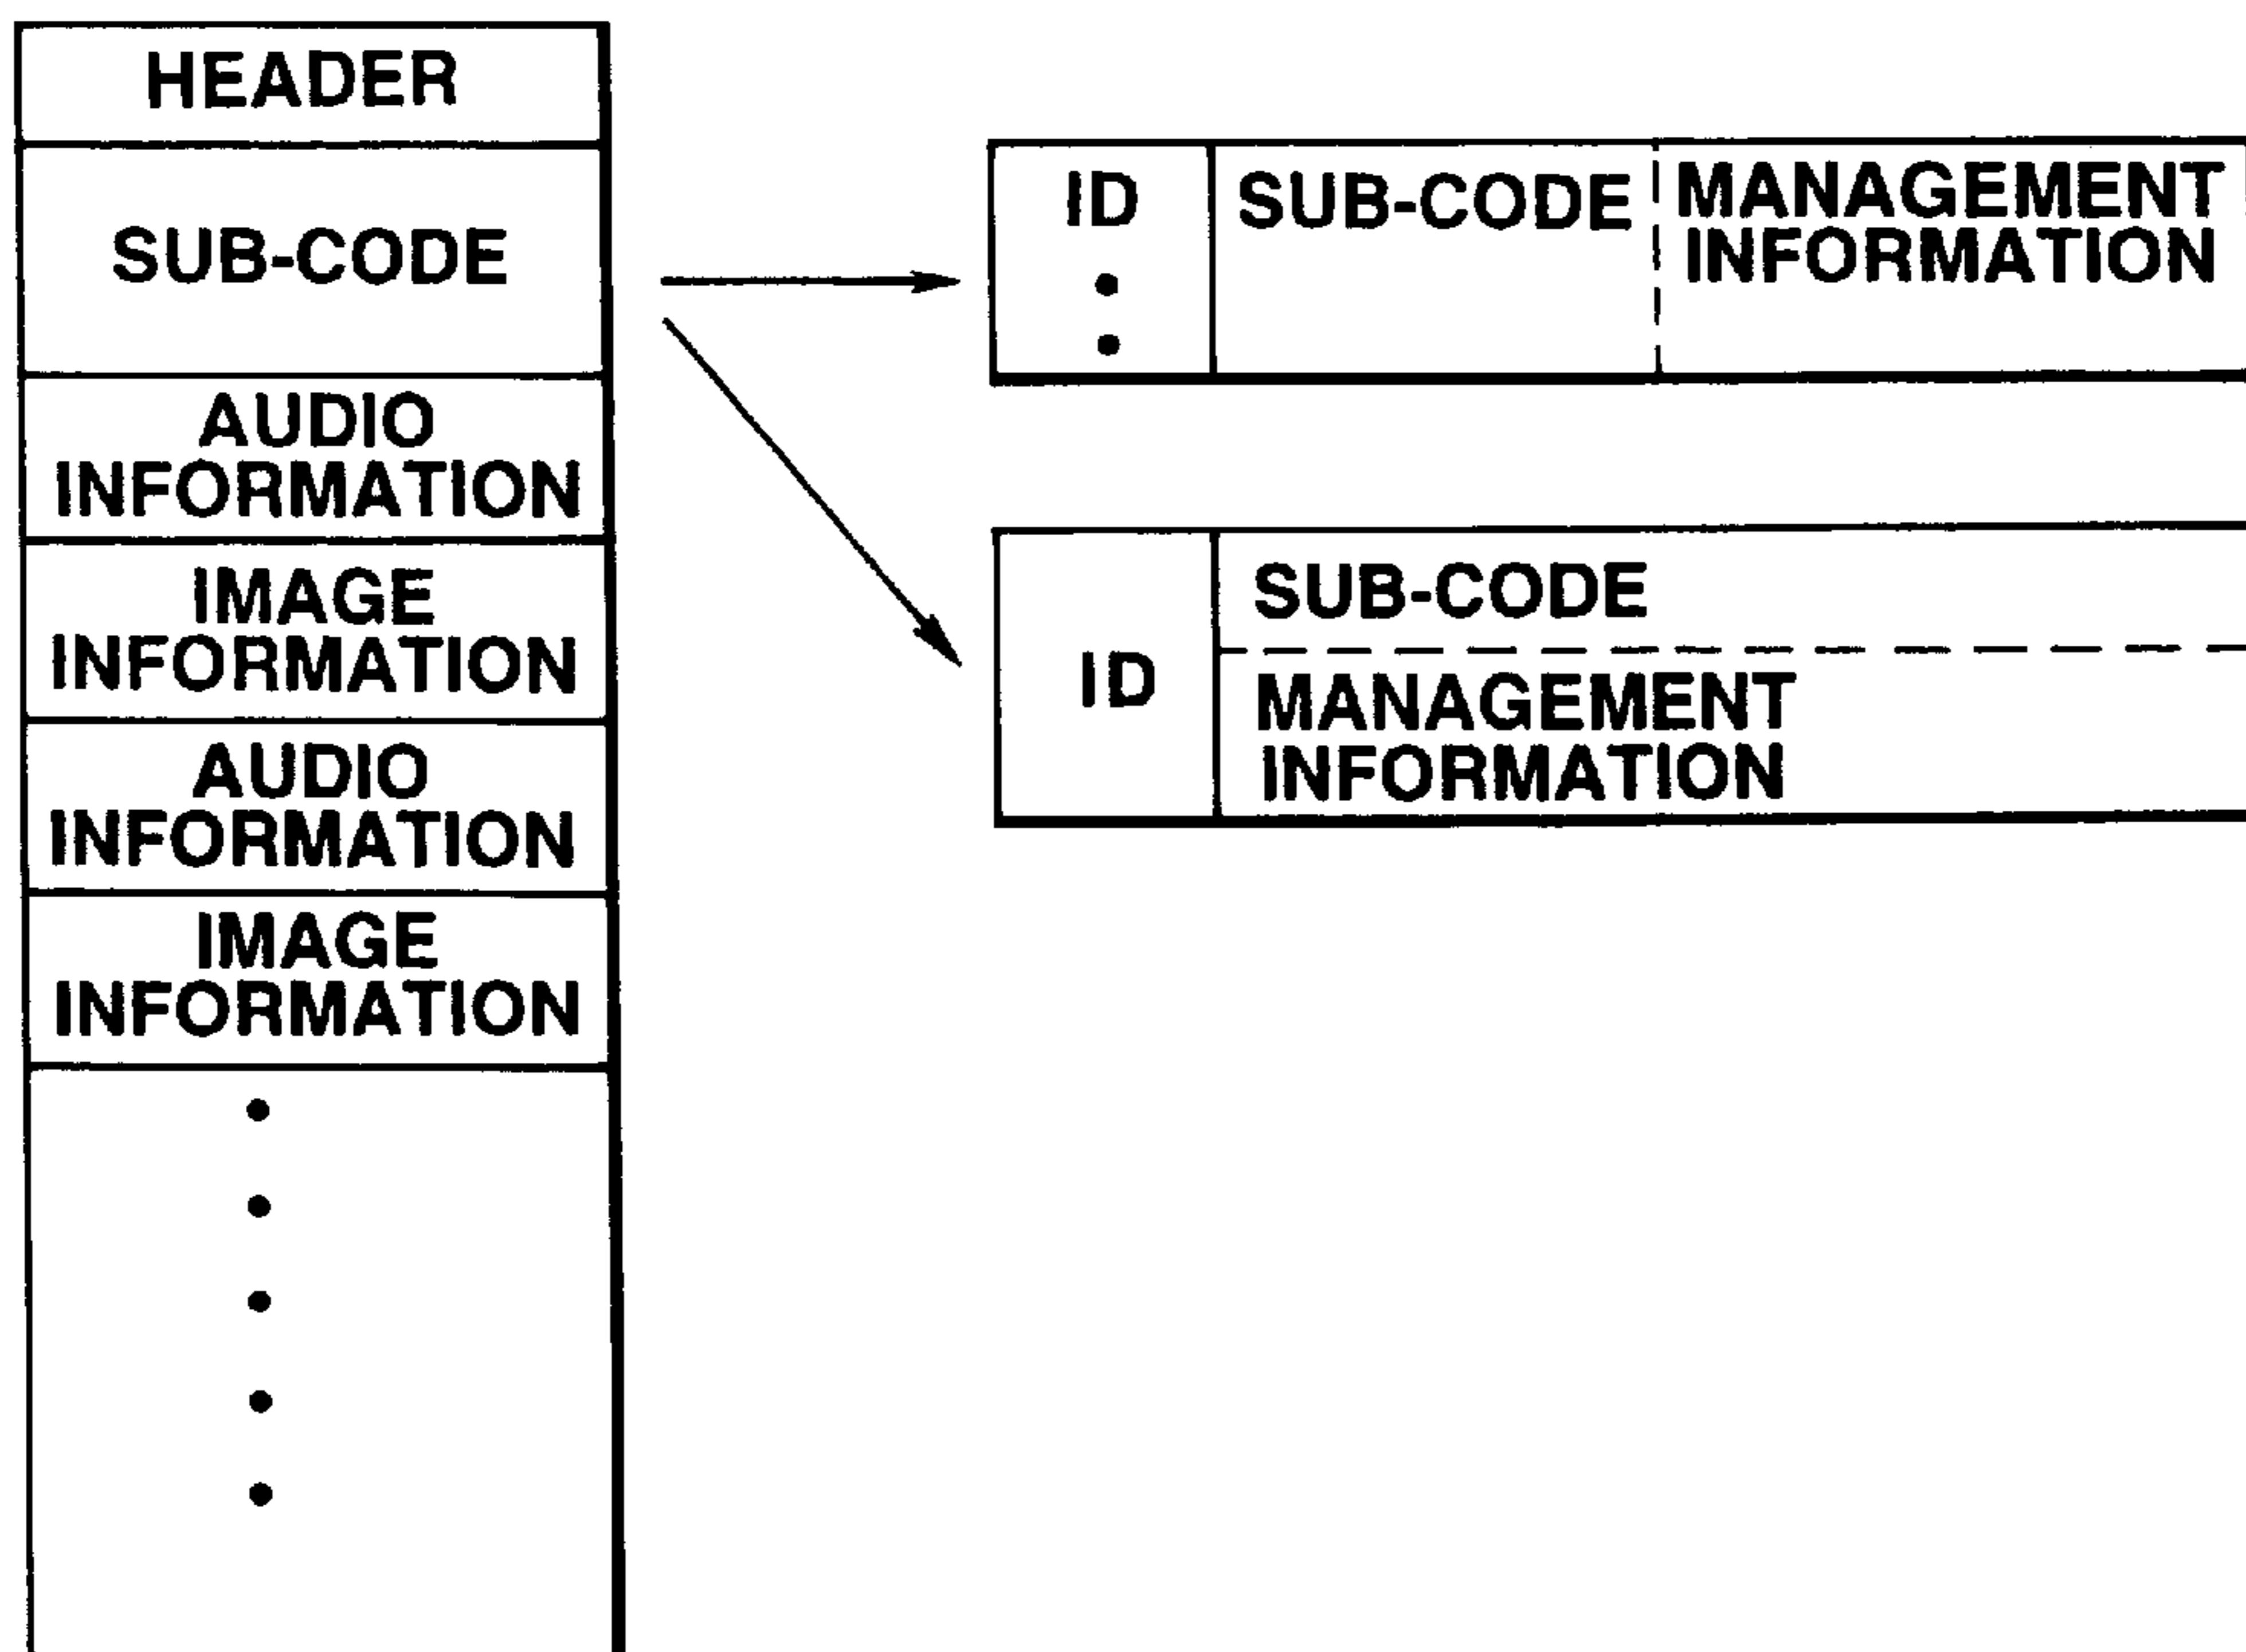 HEADER
SUB-CODE
AUDIO
INFORMATION
IMAGE
INFORMATION
AUDIO
INFORMATION
IMAGE
INFORMATION
ID
SUB-CODE
MANAGEMENT
INFORMATION
ID
SUB-CODE
MANAGEMENT
INFORMATION